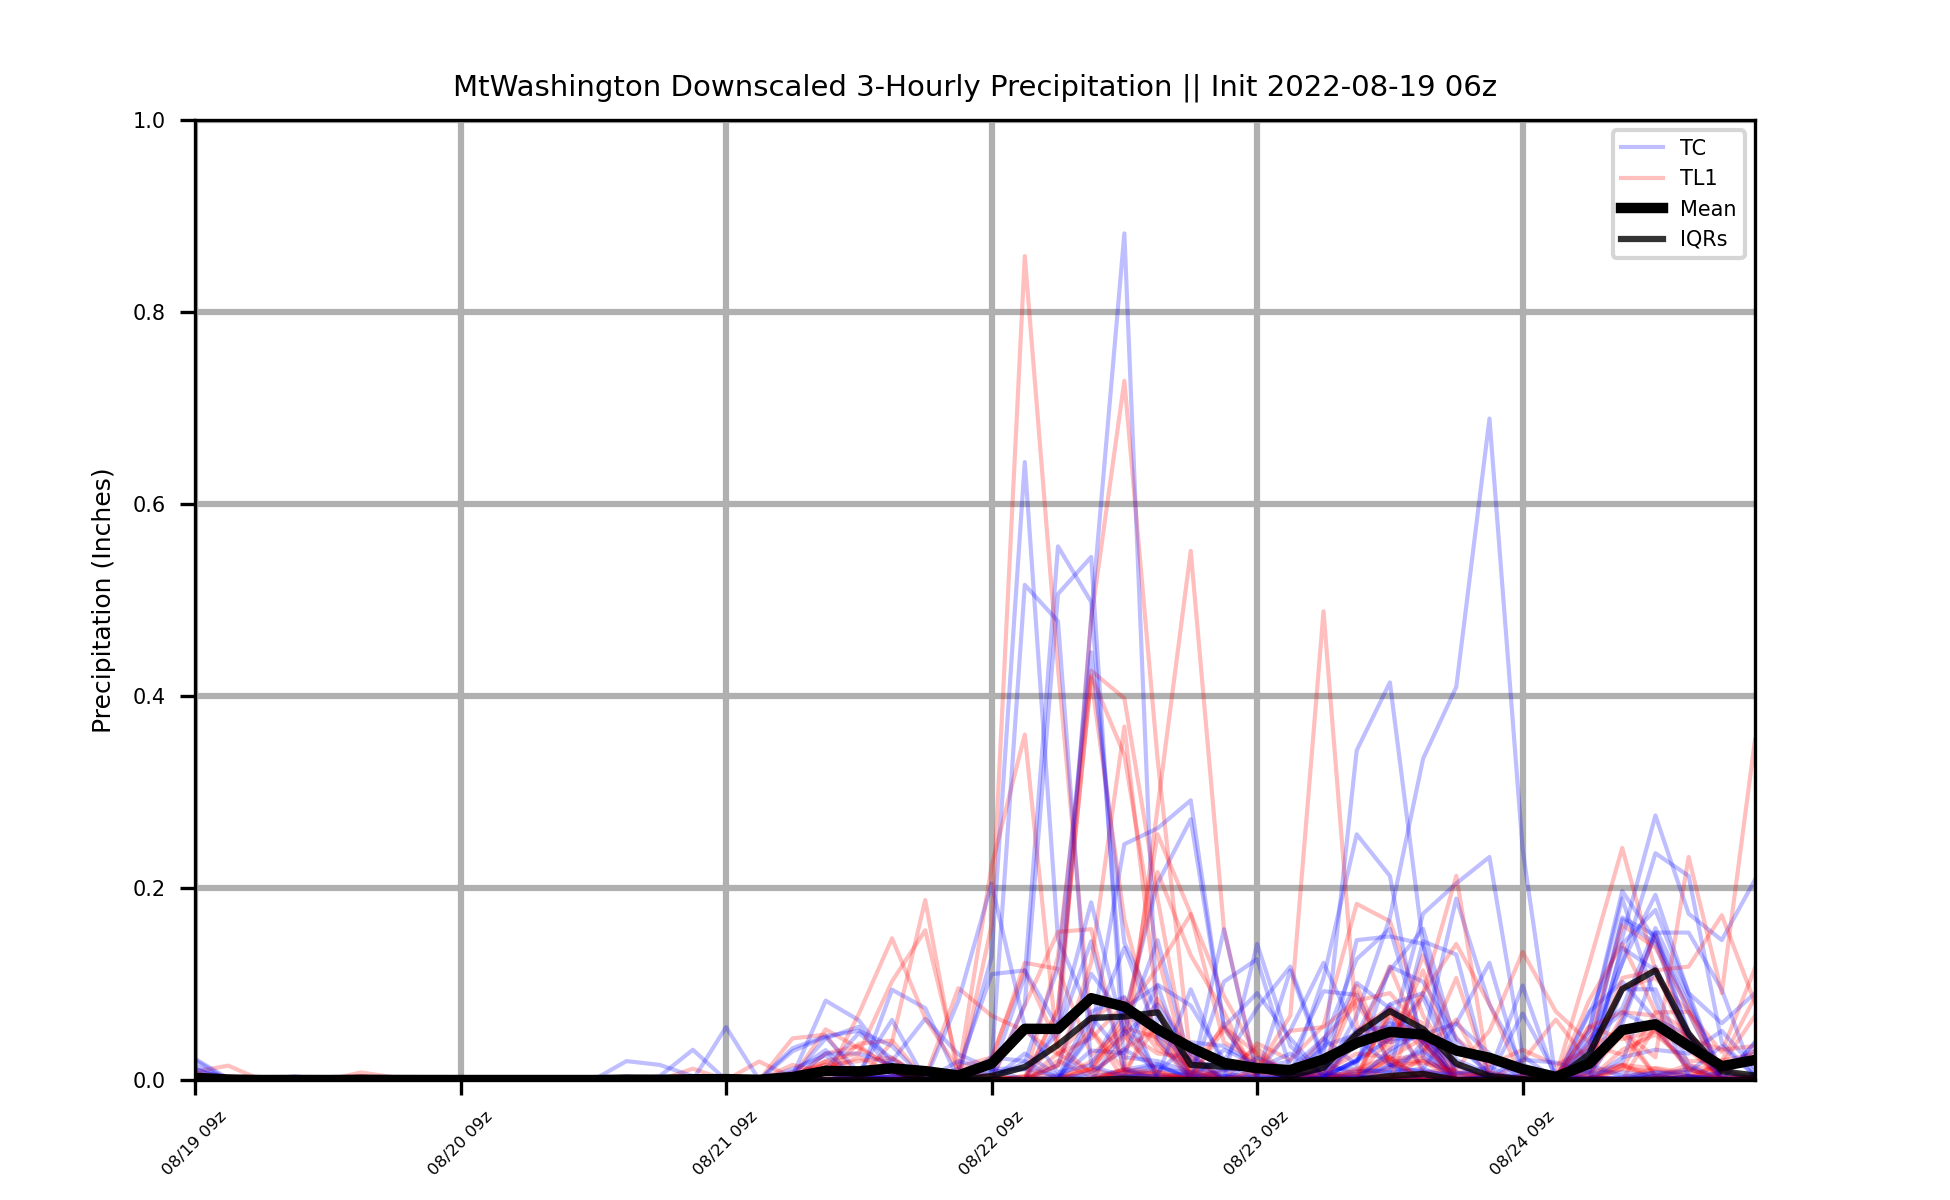 MtWashington Downscaled 3-Hourly Precipitation || Init 2022-08-19 06z
1.0
0.8
0.6
0.4
0.2
0.0
Precipitation (Inches)
TC
TL1
Mean
IQRs
08/19 09z
08/20 09z
08/21 09z
08/22 09z
08/23 09z
08/24 09z